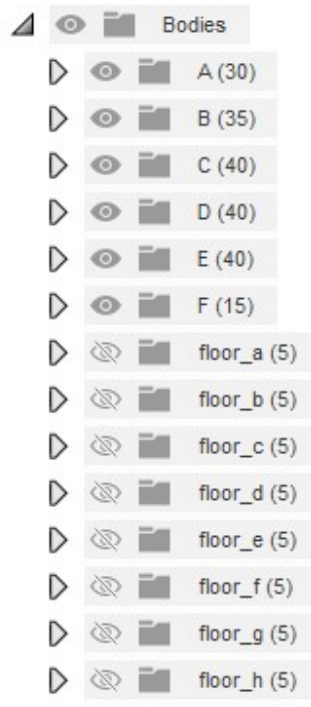 Bodies
A (30)
B (35)
C (40)
D (40)
E (40)
F (15)
floor_a (5)
floor_b (5)
floor_c (5)
floor_d (5)
floor_e (5)
floor_f (5)
floor_g (5)
floor_h (5)